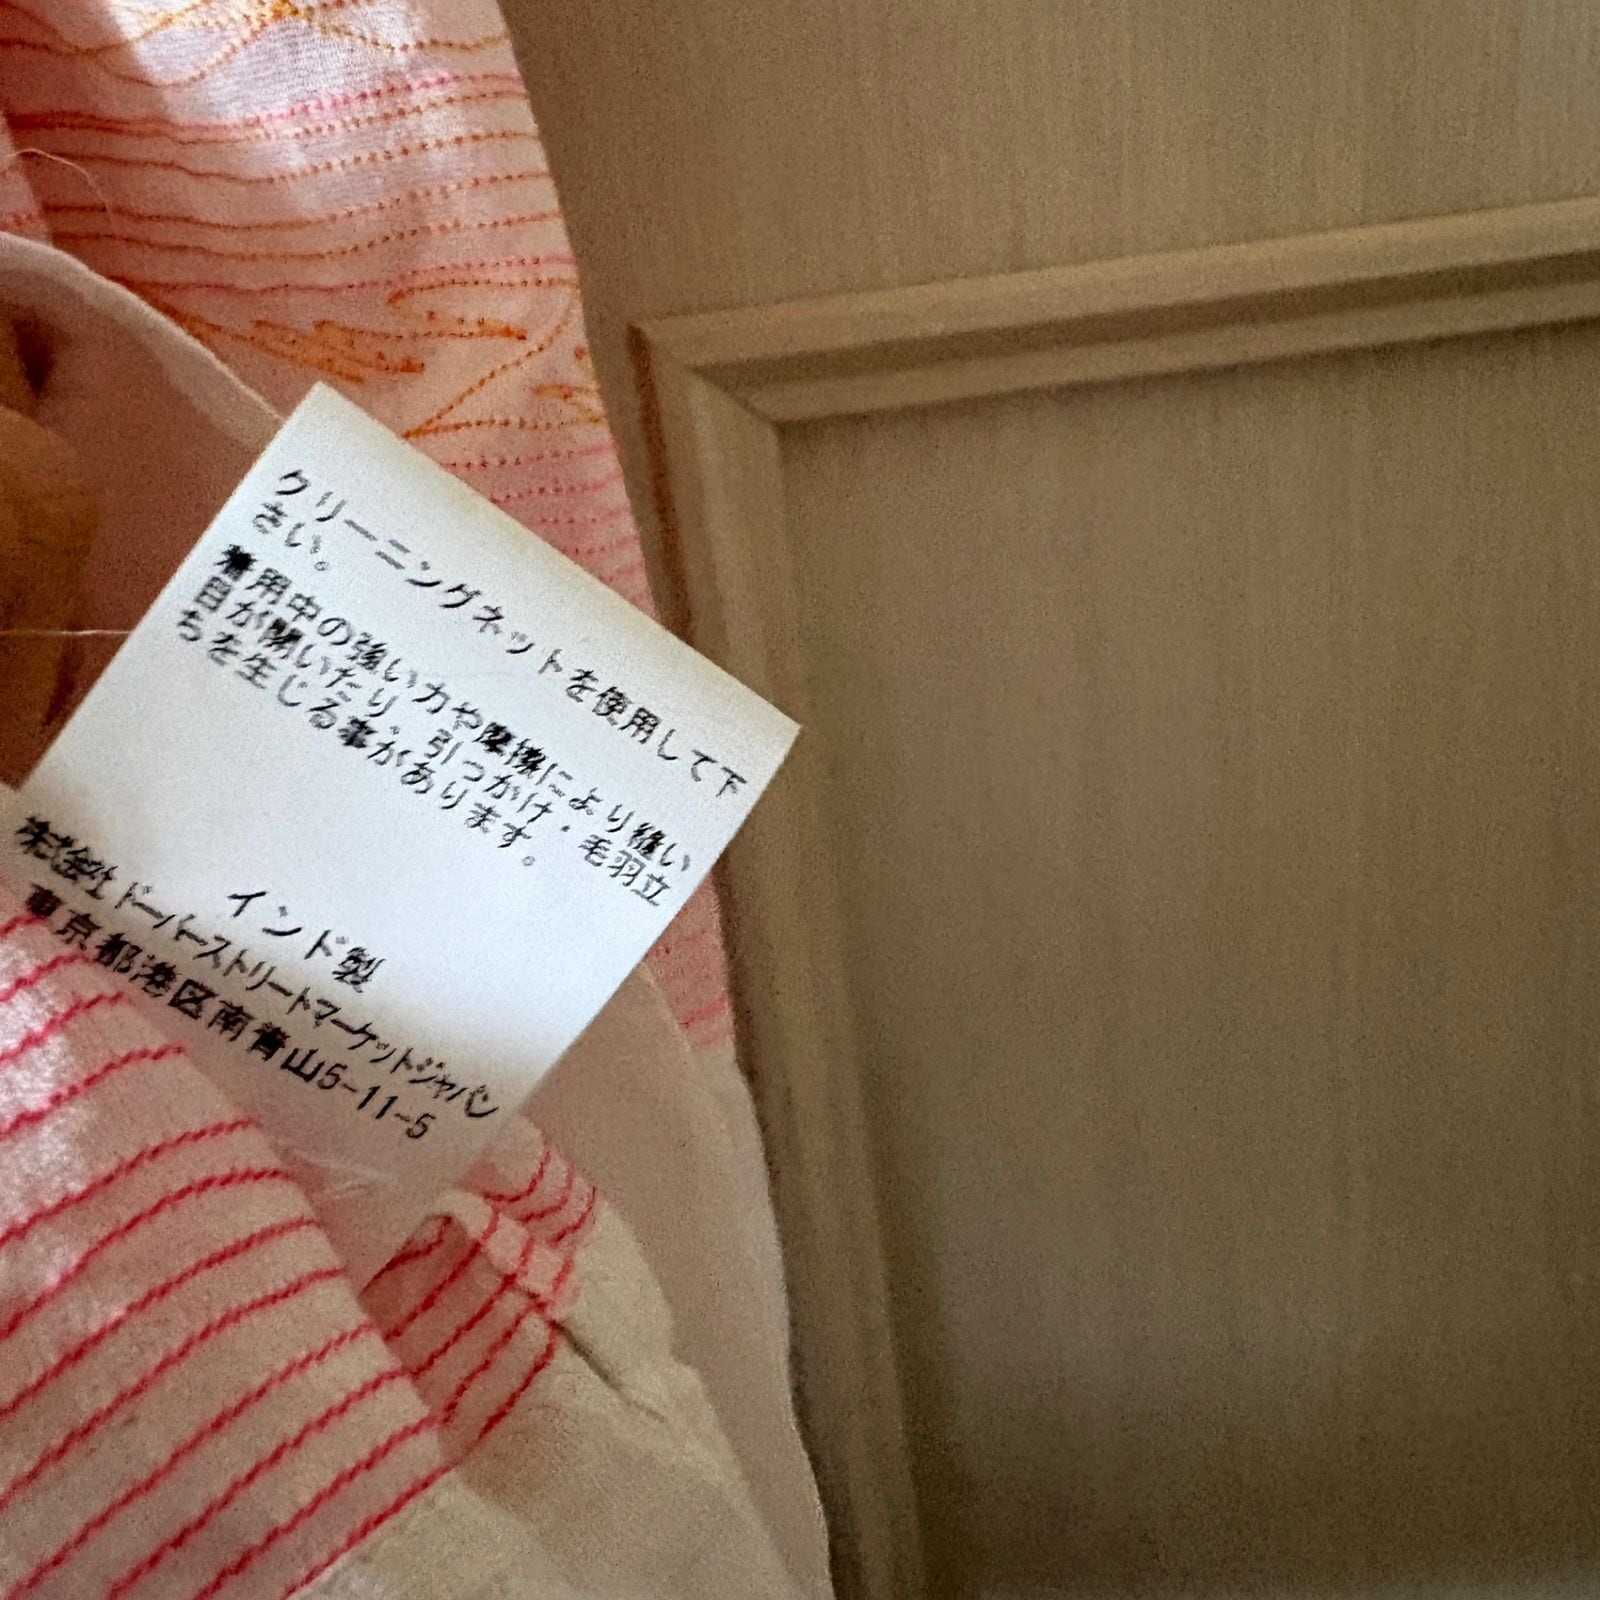 クリーニングネットを使用して下
さい。
着用中の強い力や摩擦により縫い
目が開いたり、引つかけ・毛羽立
ちを生じる事があります。
インド製
株式会社ドーバーストリートマーケットジャパン
東京都港区南青山5-11-5